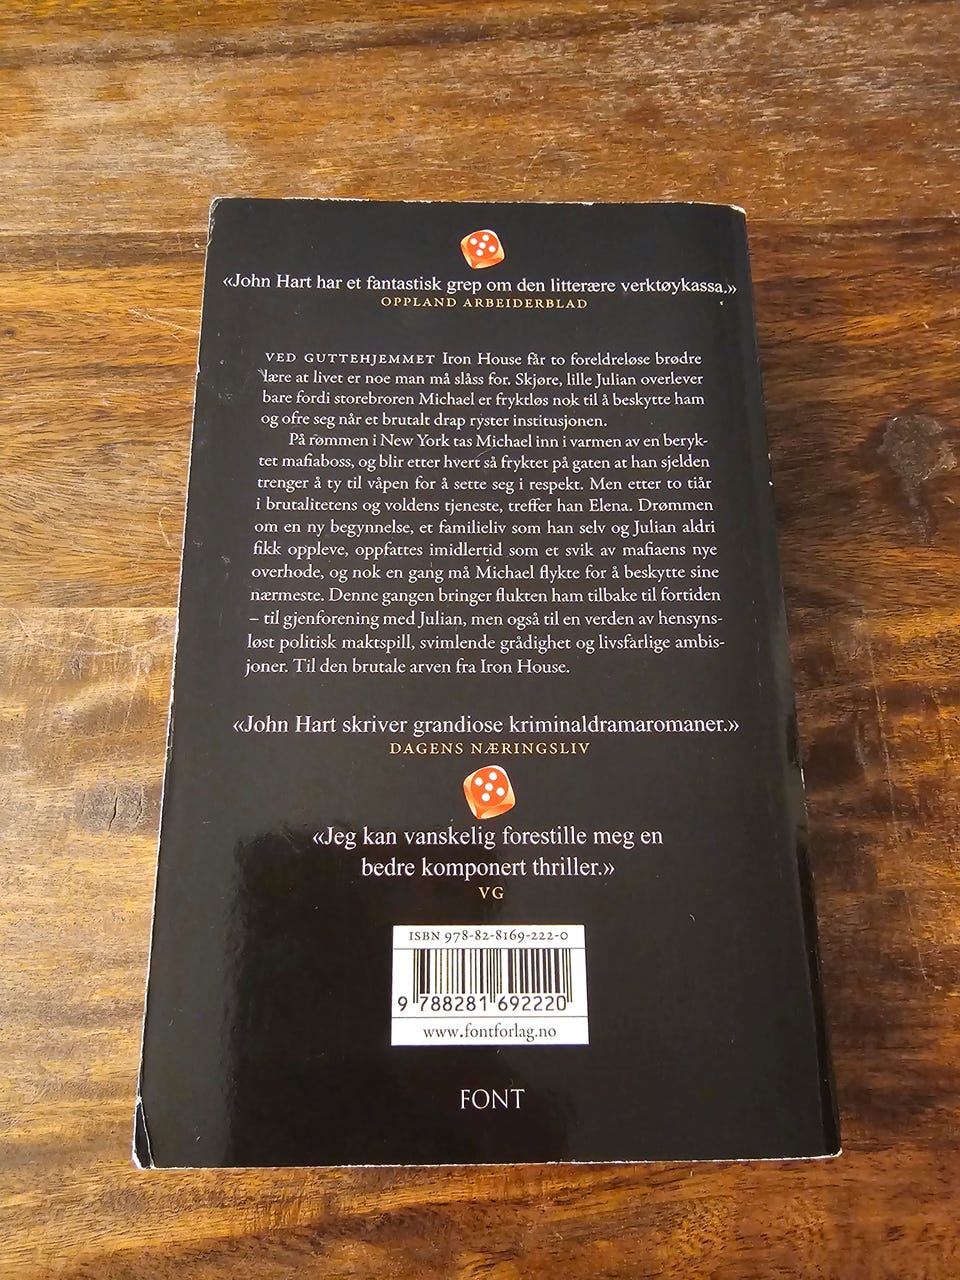 «John Hart har et fantastisk grep om den litterære verktøykassa.»
OPPLAND ARBEIDERBLAD
VED GUTTEHJEMMET Iron House får to foreldreløse brødre
lære at livet er noe man må slåss for. Skjøre, lille Julian overlever
bare fordi storebroren Michael er fryktløs nok til å beskytte ham
og ofre seg når et brutalt drap ryster institusjonen.
På rømmen i New York tas Michael inn i varmen av en beryk-
tet mafiaboss, og blir etter hvert så fryktet på gaten at han sjelden
trenger å ty til våpen for å sette seg i respekt. Men etter to tiår
i brutalitetens og voldens tjeneste, treffer han Elena. Drømmen
om en ny begynnelse, et familieliv som han selv og Julian aldri
fikk oppleve, oppfattes imidlertid som et svik av mafiaens nye
overhode, og nok en gang må Michael flykte for å beskytte sine
nærmeste. Denne gangen bringer flukten ham tilbake til fortiden
– til gjenforening med Julian, men også til en verden av hensyns-
løst politisk maktspill, svimlende grådighet og livsfarlige ambis-
joner. Til den brutale arven fra Iron House.
«John Hart skriver grandiose kriminaldramaromaner.»
DAGENS NÆRINGSLIV
«Jeg kan vanskelig forestille meg en
bedre komponert thriller.»
VG
ISBN 978-82-8169-222-0
9 788281 692220
www.fontforlag.no
FONT